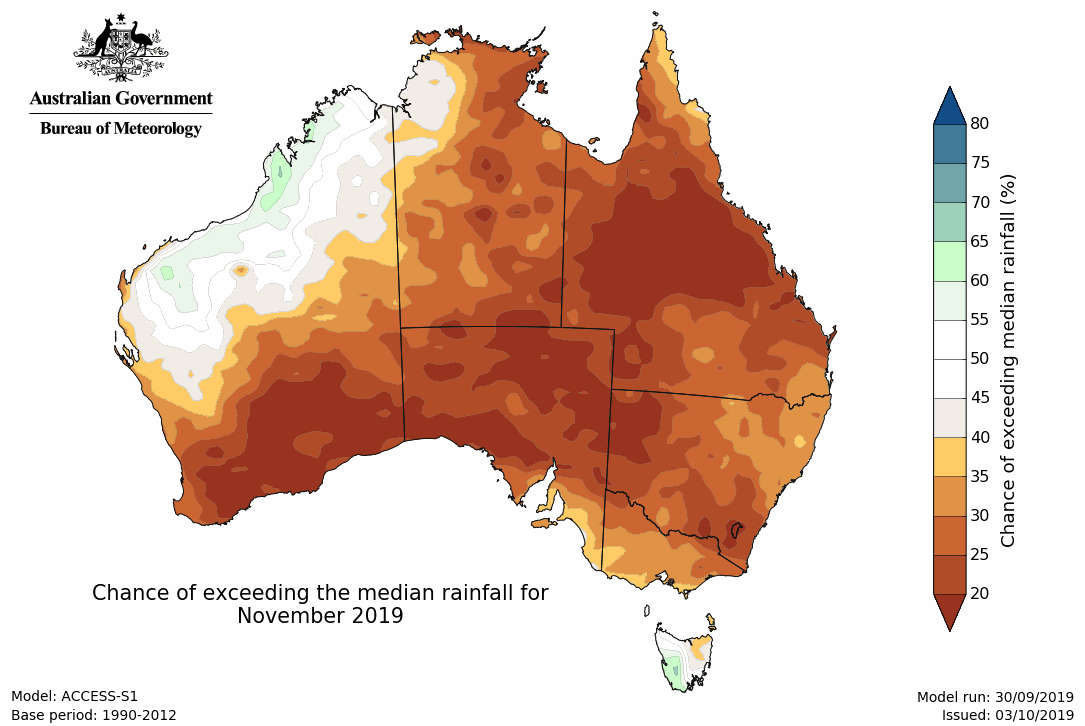 Australian Government
Bureau of Meteorology
80
75
70
65
60
55
50
45
40
35
30
25
20
Chance of exceeding median rainfall (%)
Chance of exceeding the median rainfall for
November 2019
Model: ACCESS-S1
Base period: 1990-2012
Model run: 30/09/2019
Issued: 03/10/2019